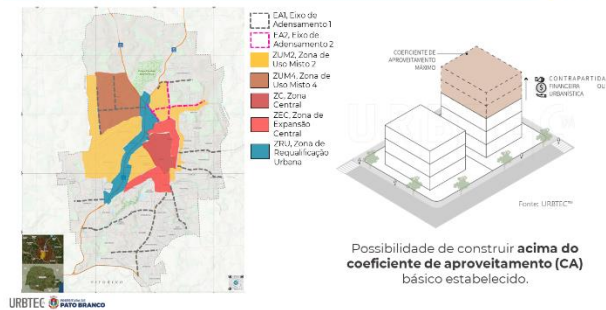 EA1, Eixo de
Adensamento 1
EA2, Eixo de
Adensamento 2
ZUM2, Zona de
Uso Misto 2
ZUM4, Zona de
Uso Misto 4
ZC, Zona
Central
ZEC, Zona de
Expansão
Central
ZRU, Zona de
Requalificação
Urbana
COEFICIENTE DE
APROVEITAMENTO
MÁXIMO
CONTRAPARTIDA
FINANCEIRA OU
URBANÍSTICA
Fonte: URBTEC™
Possibilidade de construir acima do
coeficiente de aproveitamento (CA)
básico estabelecido.
URBTEC
PATO BRANCO